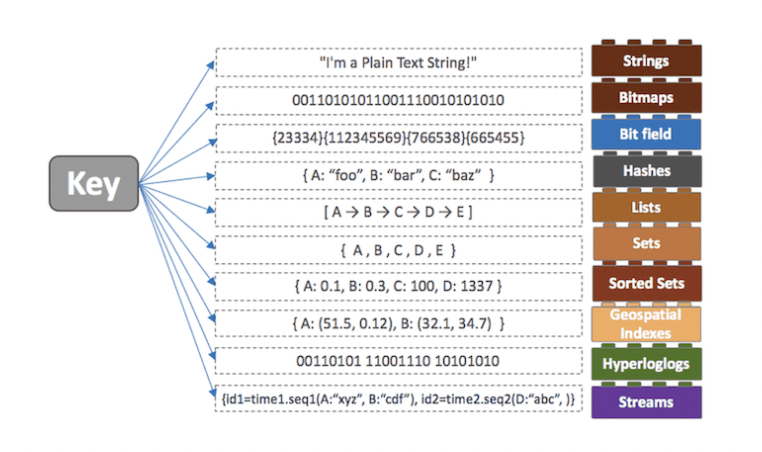 "I'm a Plain Text String!"
Strings
00110101011001110010101010
Bitmaps
{23334}{112345569}{766538}{665455}
Bit field
Key
{ A: “foo”, B: “bar”, C: “baz” }
Hashes
[ A → B → C → D → E ]
Lists
{ A , B , C , D , E }
Sets
{ A: 0.1, B: 0.3, C: 100, D: 1337 }
Sorted Sets
{ A: (51.5, 0.12), B: (32.1, 34.7) }
Geospatial
Indexes
00110101 11001110 10101010
Hyperloglogs
{id1=time1.seq1(A:“xyz”, B:“cdf”), id2=time2.seq2(D:“abc”, )}
Streams